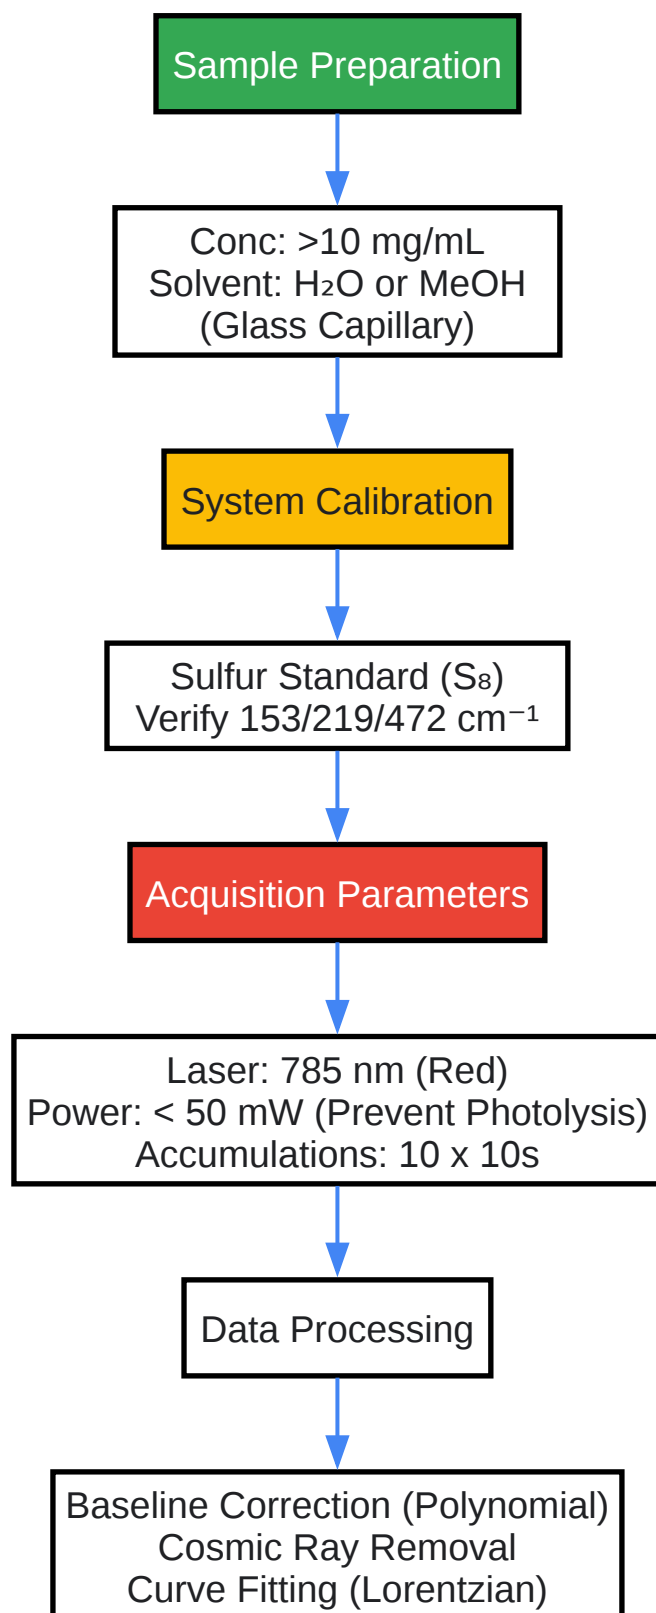 Sample Preparation
Conc: >10 mg/mL
Solvent: H₂O or MeOH
(Glass Capillary)
System Calibration
Sulfur Standard (S₈)
Verify 153/219/472 cm⁻¹
Acquisition Parameters
Laser: 785 nm (Red)
Power: < 50 mW (Prevent Photolysis)
Accumulations: 10 x 10s
Data Processing
Baseline Correction (Polynomial)
Cosmic Ray Removal
Curve Fitting (Lorentzian)